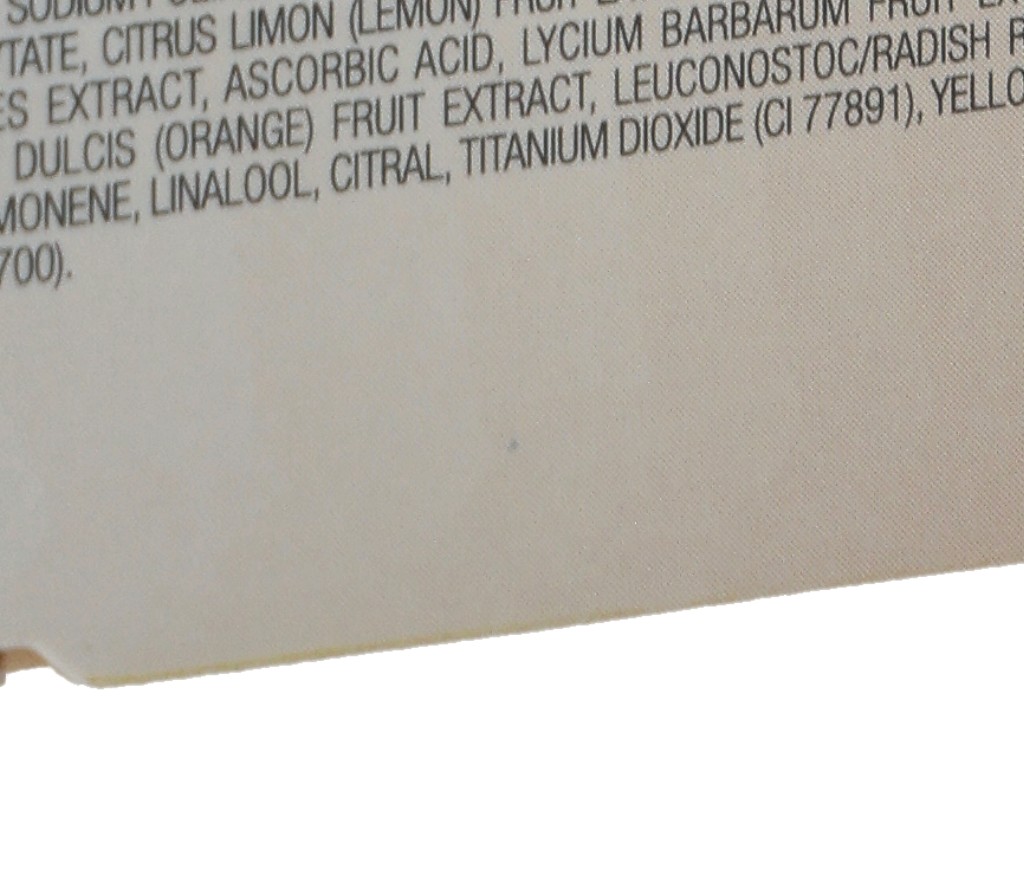 SODIUM
TATE, CITRUS LIMON (LEMON) FRUIT
ES EXTRACT, ASCORBIC ACID, LYCIUM BARBARUM FRUIT
DULCIS (ORANGE) FRUIT EXTRACT, LEUCONOSTOC/RADISH
MONENE, LINALOOL, CITRAL, TITANIUM DIOXIDE (CI 77891), YELLO
700).